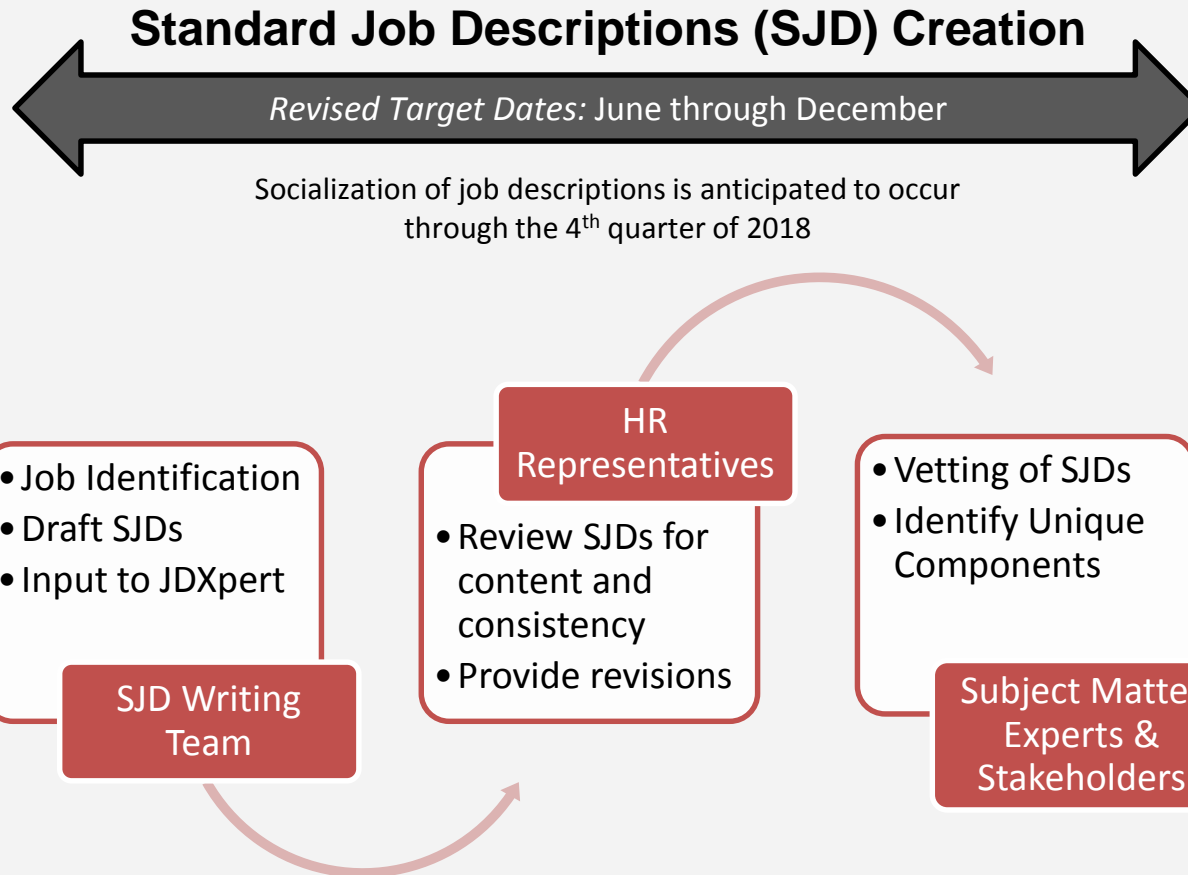 Standard Job Descriptions (SJD) Creation
Revised Target Dates: June through December
Socialization of job descriptions is anticipated to occur
through the 4th quarter of 2018
• Job Identification
• Draft SJDs
• Input to JDXpert
SJD Writing
Team
HR
Representatives
• Review SJDs for
content and
consistency
• Provide revisions
• Vetting of SJDs
• Identify Unique
Components
Subject Matte
Experts &
Stakeholders